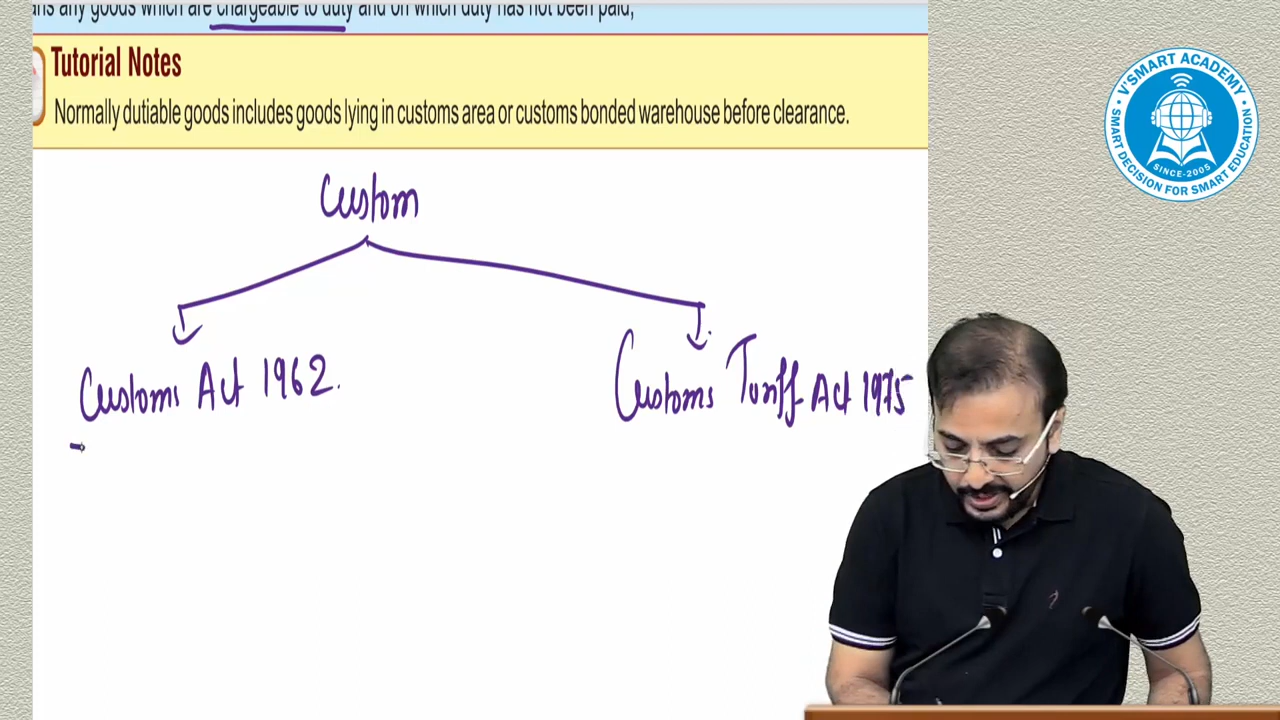 any goods which are chargeable to duty and on which duty has not been paid;
Tutorial Notes
Normally dutiable goods includes goods lying in customs area or customs bonded warehouse before clearance.
Custom
Customs Act 1962.
Customs Tariff Act 1975
V'SMART ACADEMY
SINCE-2005
SMART DECISION FOR SMART EDUCATION